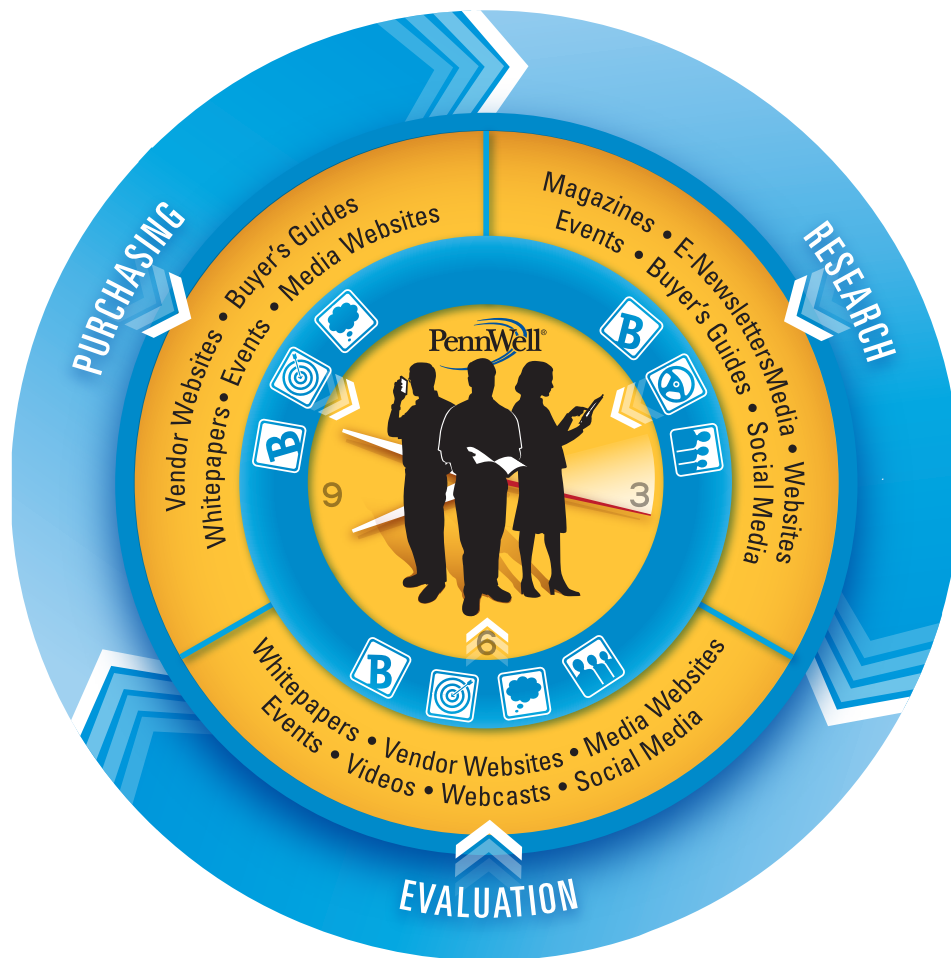 PURCHASING
RESEARCH
EVALUATION
Vendor Websites • Buyer's Guides
Whitepapers • Events • Media Websites
Magazines • E-NewslettersMedia • Websites
Events • Buyer's Guides • Social Media
Whitepapers • Vendor Websites • Media Websites
Events • Videos • Webcasts • Social Media
PennWell®
9
3
6
B
B
B